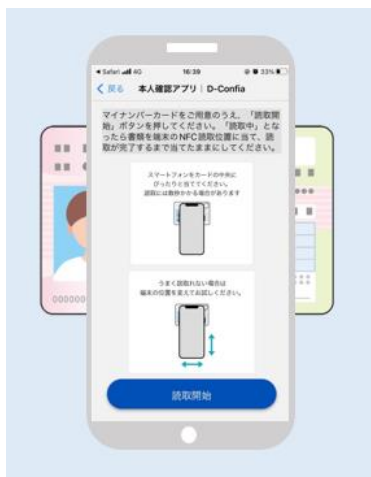 Safari 4G 16:39 33%
戻る 本人確認アプリ｜D-Confia
マイナンバーカードをご用意のうえ、「読取開
始」ボタンを押してください。「読取中」とな
ったら書類を端末のNFC読取位置に当て、読
取が完了するまで当てたままにしてください。
スマートフォンをカードの中央に
ぴったりと当ててください。
読取には数秒かかる場合があります
うまく読取れない場合は
端末の位置を変えてお試しください。
読取開始